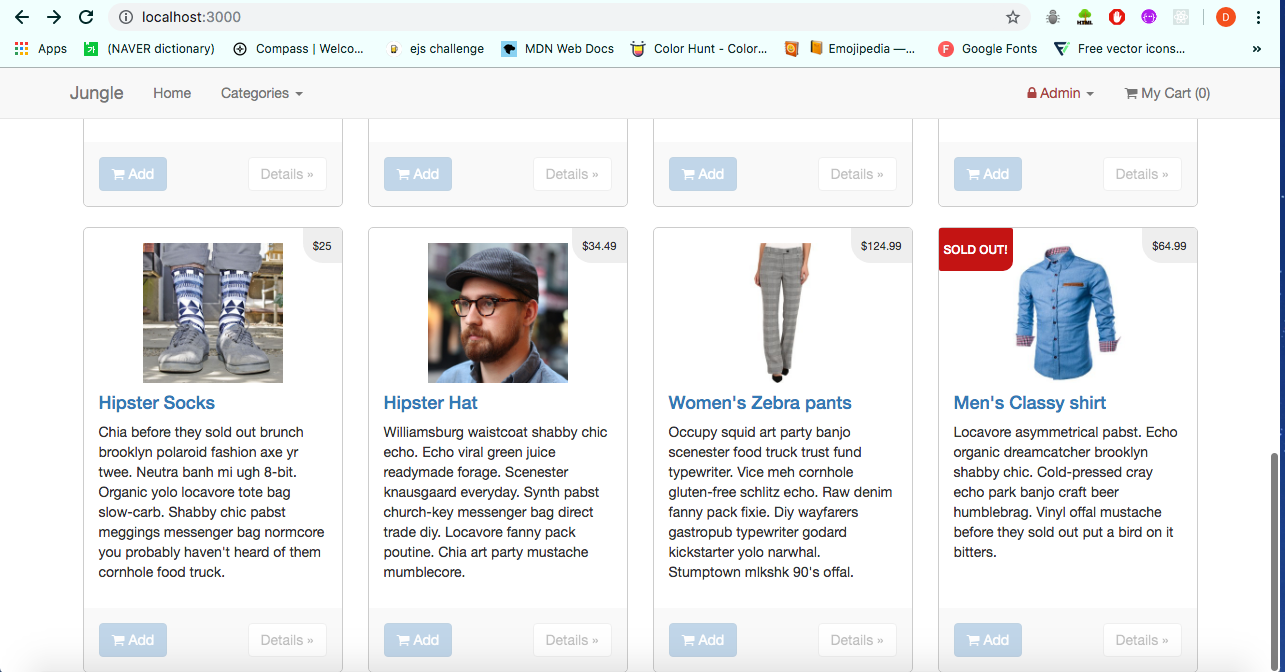 localhost:3000
D
Apps
(NAVER dictionary)
Compass | Welco...
ejs challenge
MDN Web Docs
Color Hunt - Color...
Emojipedia —...
F
Google Fonts
Free vector icons...
»
Jungle
Home
Categories
Admin
My Cart (0)
Add
Details »
Add
Details »
Add
Details »
Add
Details »
$25
Hipster Socks
Chia before they sold out brunch
brooklyn polaroid fashion axe yr
twee. Neutra banh mi ugh 8-bit.
Organic yolo locavore tote bag
slow-carb. Shabby chic pabst
meggings messenger bag normcore
you probably haven't heard of them
cornhole food truck.
Add
Details »
$34.49
Hipster Hat
Williamsburg waistcoat shabby chic
echo. Echo viral green juice
readymade forage. Scenester
knausgaard everyday. Synth pabst
church-key messenger bag direct
trade diy. Locavore fanny pack
poutine. Chia art party mustache
mumblecore.
Add
Details »
$124.99
Women's Zebra pants
Occupy squid art party banjo
scenester food truck trust fund
typewriter. Vice meh cornhole
gluten-free schlitz echo. Raw denim
fanny pack fixie. Diy wayfarers
gastropub typewriter godard
kickstarter yolo narwhal.
Stumptown mlkshk 90's offal.
Add
Details »
SOLD OUT!
$64.99
Men's Classy shirt
Locavore asymmetrical pabst. Echo
organic dreamcatcher brooklyn
shabby chic. Cold-pressed cray
echo park banjo craft beer
humblebrag. Vinyl offal mustache
before they sold out put a bird on it
bitters.
Add
Details »